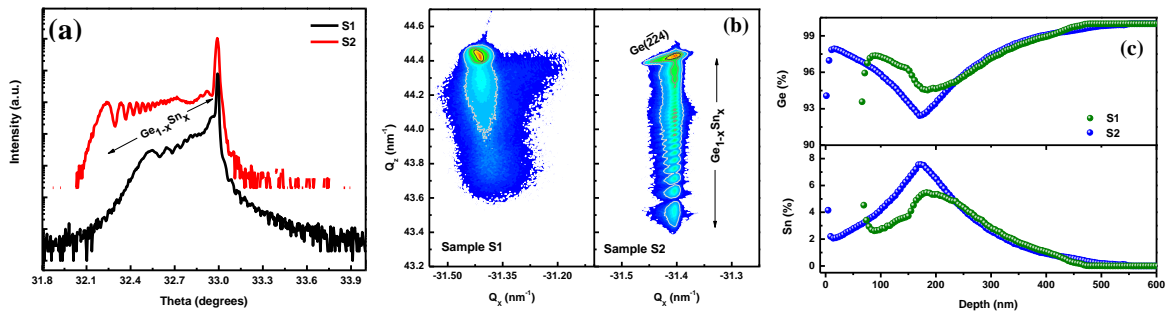 (a)
S1
S2
Ge1-xSnx
Intensity (a.u.)
31.8 32.1 32.4 32.7 33.0 33.3 33.6 33.9
Theta (degrees)
(b)
Ge(2̄2̄4)
Ge1-xSnx
44.6
44.4
44.2
44.0
43.8
43.6
43.4
43.2
Qz (nm-1)
Sample S1
Sample S2
-31.50 -31.35 -31.20
-31.5 -31.4 -31.3
Qx (nm-1)
Qx (nm-1)
(c)
99
96
93
90
Ge (%)
S1
S2
8
6
4
2
0
Sn (%)
0 100 200 300 400 500 600
Depth (nm)